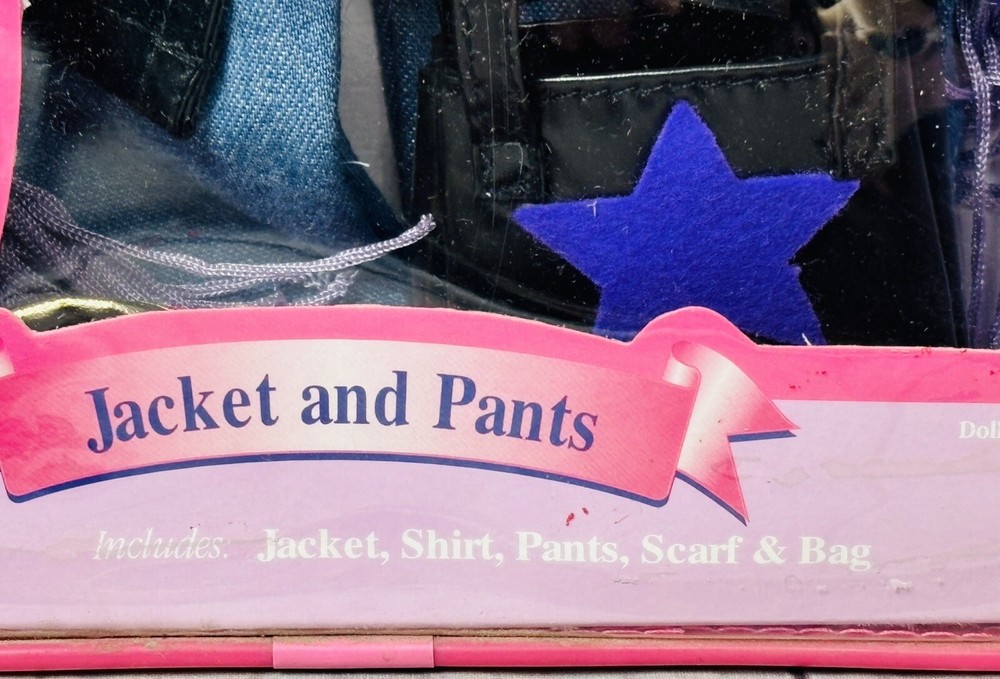 Jacket and Pants
Includes: Jacket, Shirt, Pants, Scarf & Bag